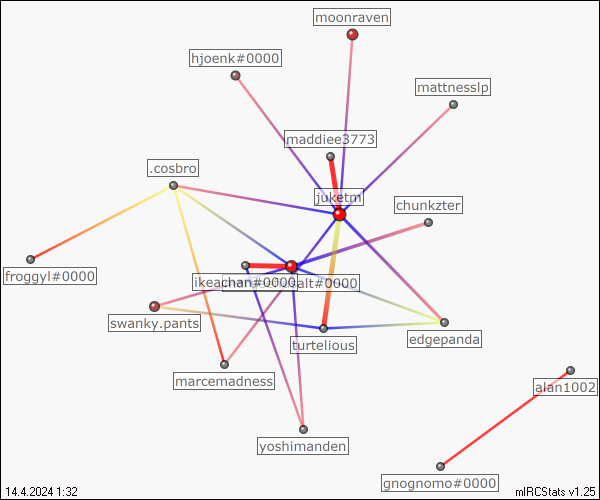 moonraven
hjoenk#0000
mattnesslp
maddiee3773
.cosbro
juketm
chunkzter
froggyl#0000
ikeachan#0000
salt#0000
swanky.pants
turtelious
edgepanda
marcemadness
alan1002
yoshimanden
gnognomo#0000
14.4.2024 1:32
mIRCStats v1.25